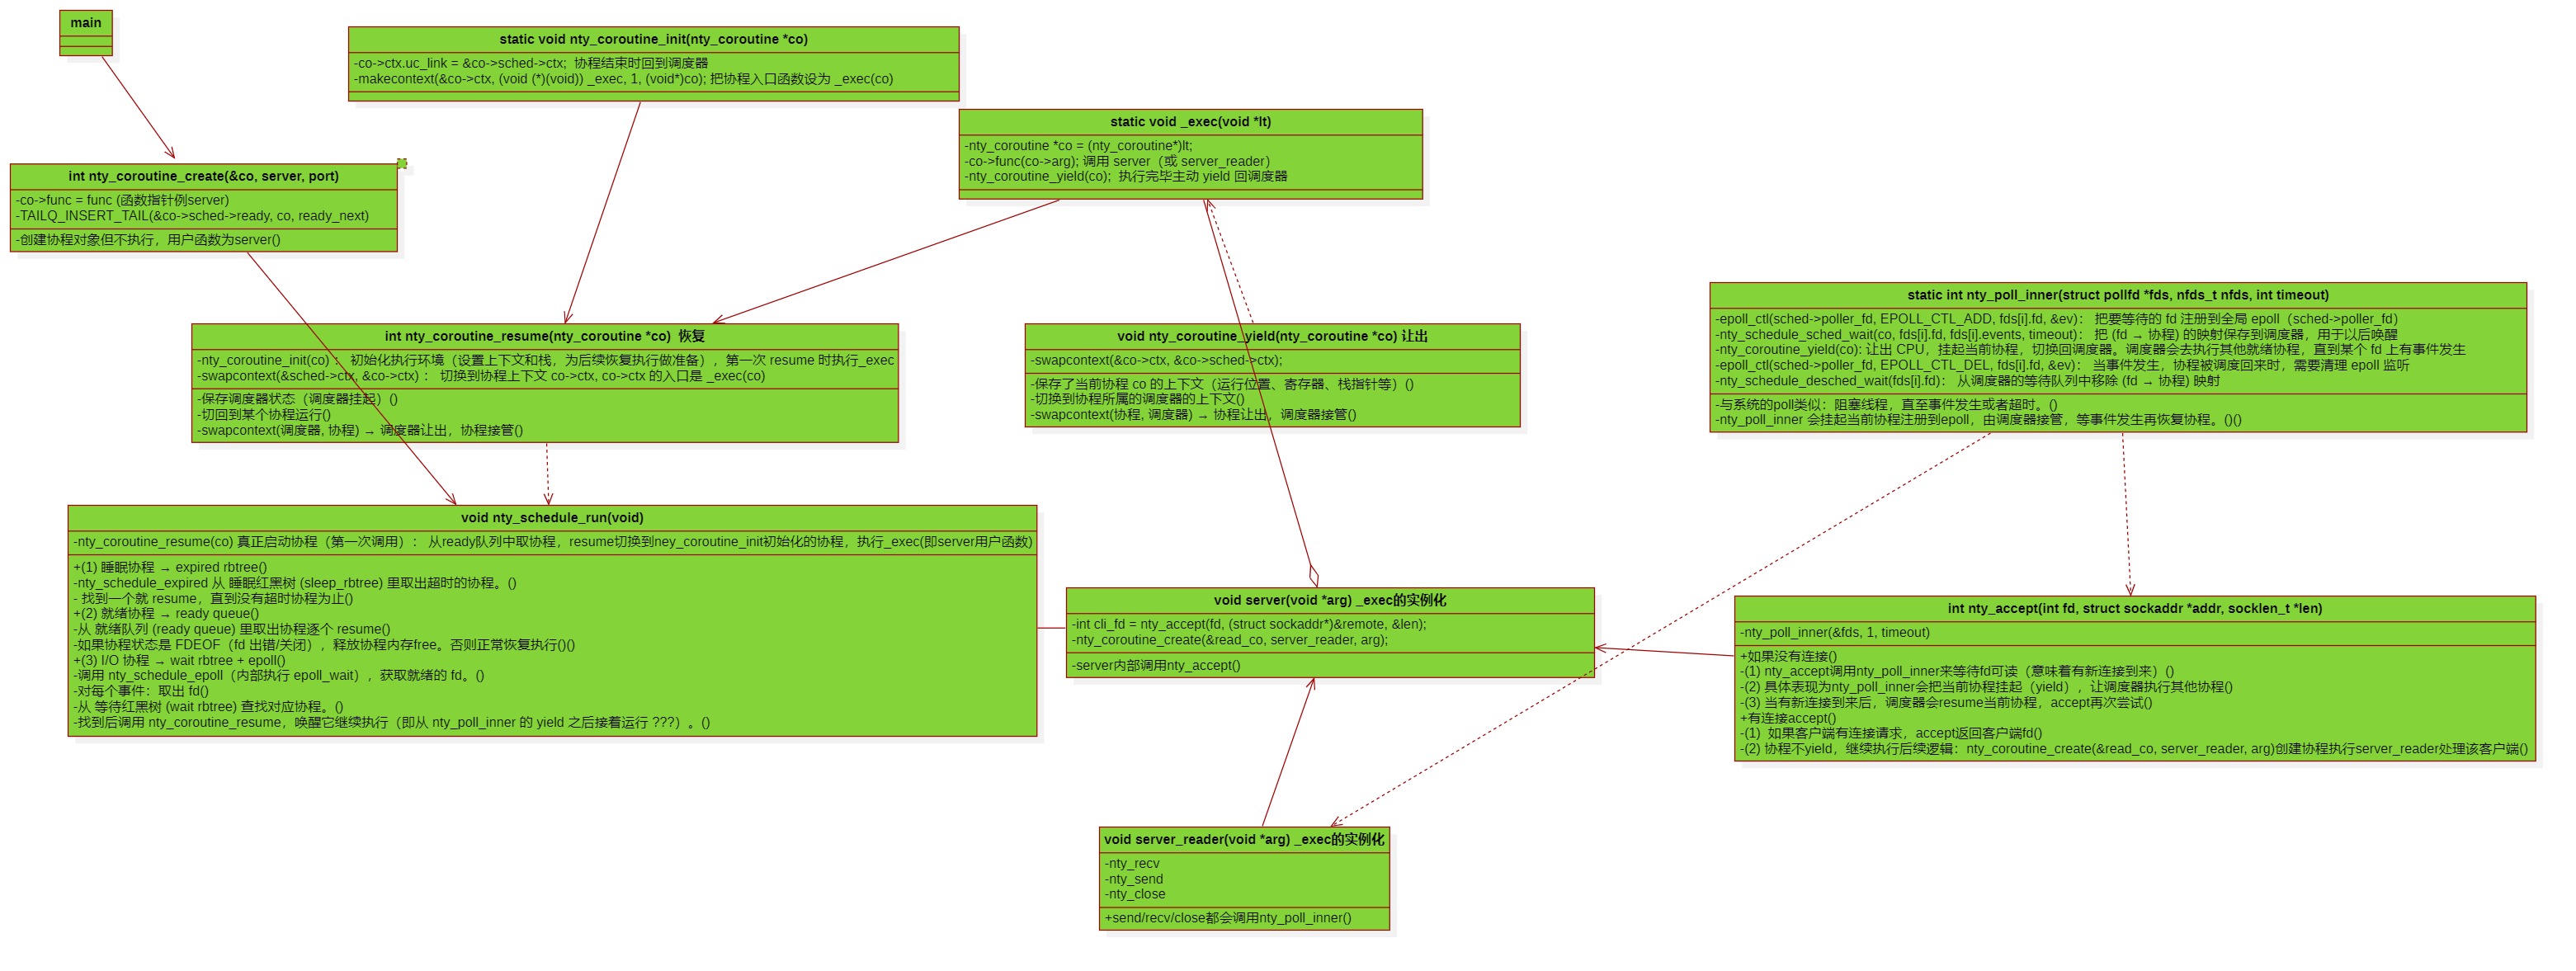 main
static void nty_coroutine_init(nty_coroutine *co)
-co->ctx.uc_link = &co->sched->ctx;  协程结束时回到调度器
-makecontext(&co->ctx, (void (*)(void)) _exec, 1, (void*)co); 把协程入口函数设为 _exec(co)
static void _exec(void *lt)
-nty_coroutine *co = (nty_coroutine*)lt;
-co->func(co->arg); 调用 server（或 server_reader）
-nty_coroutine_yield(co);  执行完毕主动 yield 回调度器
int nty_coroutine_create(&co, server, port)
-co->func = func (函数指针例server)
-TAILQ_INSERT_TAIL(&co->sched->ready, co, ready_next)
-创建协程对象但不执行，用户函数为server()
int nty_coroutine_resume(nty_coroutine *co)  恢复
-nty_coroutine_init(co) ： 初始化执行环境（设置上下文和栈，为后续恢复执行做准备），第一次 resume 时执行_exec
-swapcontext(&sched->ctx, &co->ctx) ： 切换到协程上下文 co->ctx, co->ctx 的入口是 _exec(co)
-保存调度器状态（调度器挂起）()
-切回到某个协程运行()
-swapcontext(调度器, 协程) → 调度器让出，协程接管()
void nty_coroutine_yield(nty_coroutine *co) 让出
-swapcontext(&co->ctx, &co->sched->ctx);
-保存了当前协程 co 的上下文（运行位置、寄存器、栈指针等）()
-切换到协程所属的调度器的上下文()
-swapcontext(协程, 调度器) → 协程让出，调度器接管()
static int nty_poll_inner(struct pollfd *fds, nfds_t nfds, int timeout)
-epoll_ctl(sched->poller_fd, EPOLL_CTL_ADD, fds[i].fd, &ev)： 把要等待的 fd 注册到全局 epoll（sched->poller_fd）
-nty_schedule_sched_wait(co, fds[i].fd, fds[i].events, timeout)： 把 (fd → 协程) 的映射保存到调度器，用于以后唤醒
-nty_coroutine_yield(co): 让出 CPU，挂起当前协程，切换回调度器。调度器会去执行其他就绪协程，直到某个 fd 上有事件发生
-epoll_ctl(sched->poller_fd, EPOLL_CTL_DEL, fds[i].fd, &ev)： 当事件发生，协程被调度回来时，需要清理 epoll 监听
-nty_schedule_desched_wait(fds[i].fd)： 从调度器的等待队列中移除 (fd → 协程) 映射
-与系统的poll类似：阻塞线程，直至事件发生或者超时。()
-nty_poll_inner 会挂起当前协程注册到epoll，由调度器接管，等事件发生再恢复协程。()()
void nty_schedule_run(void)
-nty_coroutine_resume(co) 真正启动协程（第一次调用）： 从ready队列中取协程，resume切换到ney_coroutine_init初始化的协程，执行_exec(即server用户函数)
+(1) 睡眠协程 → expired rbtree()
-nty_schedule_expired 从 睡眠红黑树 (sleep_rbtree) 里取出超时的协程。()
- 找到一个就 resume，直到没有超时协程为止()
+(2) 就绪协程 → ready queue()
-从 就绪队列 (ready queue) 里取出协程逐个 resume()
-如果协程状态是 FDEOF（fd 出错/关闭），释放协程内存free。否则正常恢复执行()()
+(3) I/O 协程 → wait rbtree + epoll()
-调用 nty_schedule_epoll（内部执行 epoll_wait），获取就绪的 fd。()
-对每个事件：取出 fd()
-从 等待红黑树 (wait rbtree) 查找对应协程。()
-找到后调用 nty_coroutine_resume，唤醒它继续执行（即从 nty_poll_inner 的 yield 之后接着运行 ???）。()
void server(void *arg) _exec的实例化
-int cli_fd = nty_accept(fd, (struct sockaddr*)&remote, &len);
-nty_coroutine_create(&read_co, server_reader, arg);
-server内部调用nty_accept()
int nty_accept(int fd, struct sockaddr *addr, socklen_t *len)
-nty_poll_inner(&fds, 1, timeout)
+如果没有连接()
-(1) nty_accept调用nty_poll_inner来等待fd可读（意味着有新连接到来）()
-(2) 具体表现为nty_poll_inner会把当前协程挂起（yield），让调度器执行其他协程()
-(3) 当有新连接到来后，调度器会resume当前协程，accept再次尝试()
+有连接accept()
-(1)  如果客户端有连接请求，accept返回客户端fd()
-(2) 协程不yield，继续执行后续逻辑：nty_coroutine_create(&read_co, server_reader, arg)创建协程执行server_reader处理该客户端()
void server_reader(void *arg) _exec的实例化
-nty_recv
-nty_send
-nty_close
+send/recv/close都会调用nty_poll_inner()